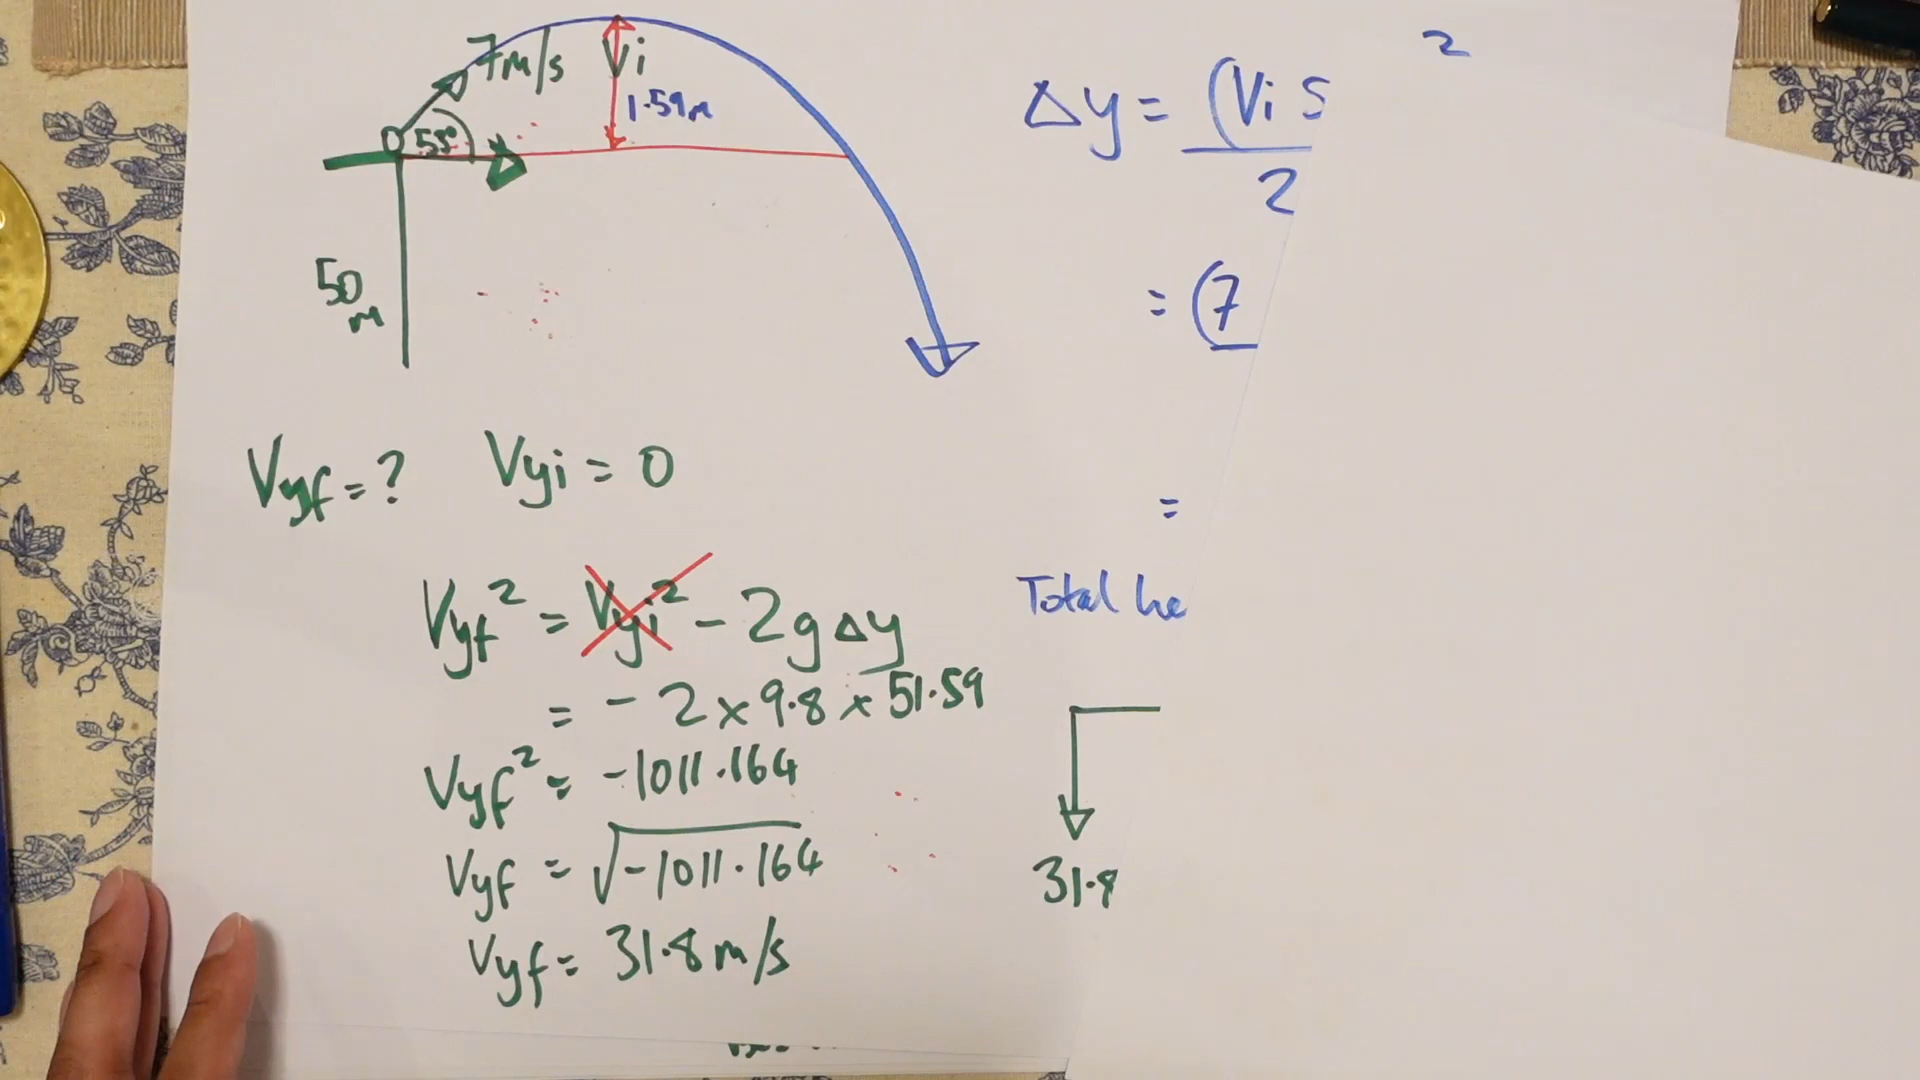 7m/s
Vi
1.59m
55°
50
m
Vyf = ?
Vyi = 0
Vyf² = Vyi² - 2gΔy
= - 2 x 9.8 x 51.59
Vyf² = -1011.164
Vyf = √-1011.164
Vyf = 31.8 m/s
2
Δy = (Vi S
2
= (7
=
Total he
31.8